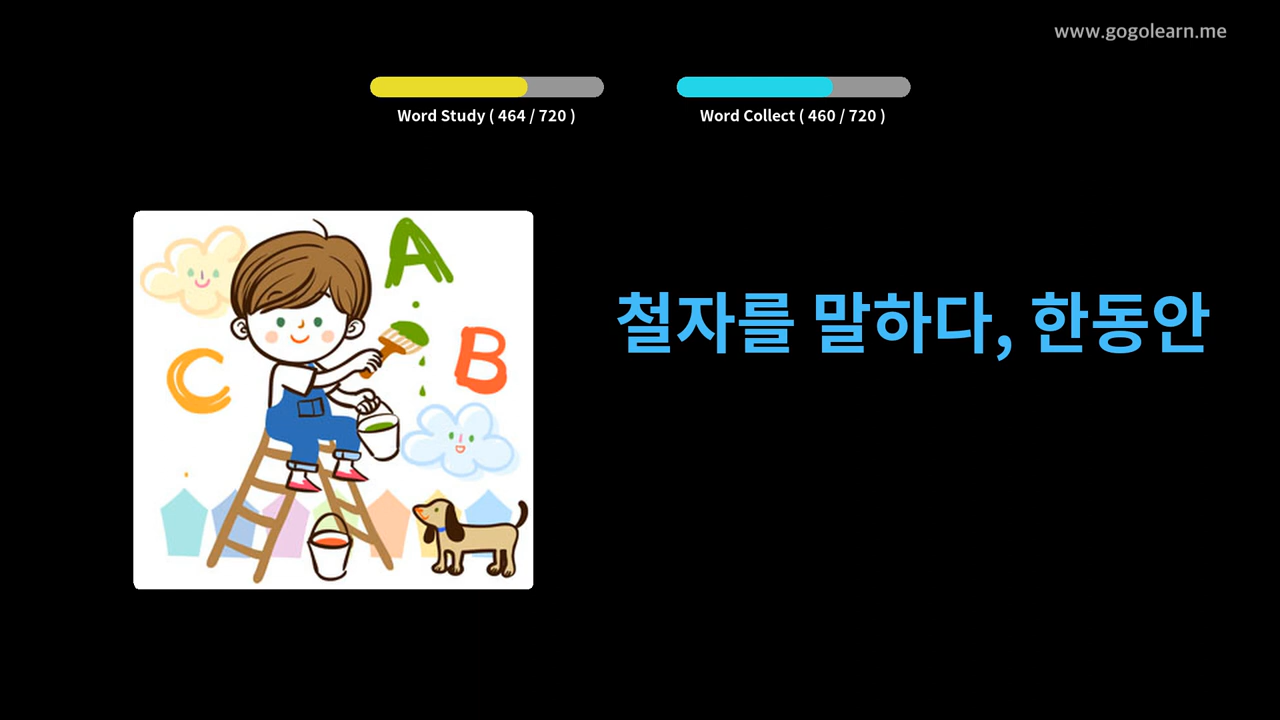 www.gogolearn.me
Word Study ( 464 / 720 )
Word Collect ( 460 / 720 )
A
B
C
철자를 말하다, 한동안